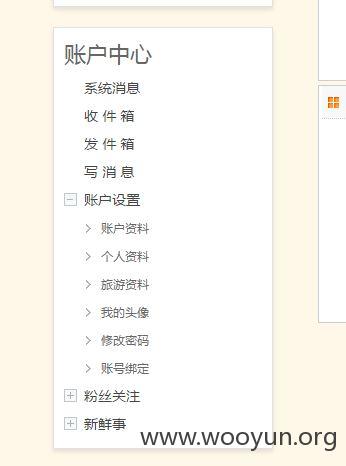 账户中心
系统消息
收 件 箱
发 件 箱
写 消 息
账户设置
账户资料
个人资料
旅游资料
我的头像
修改密码
账号绑定
粉丝关注
新鲜事
www.wooyun.org